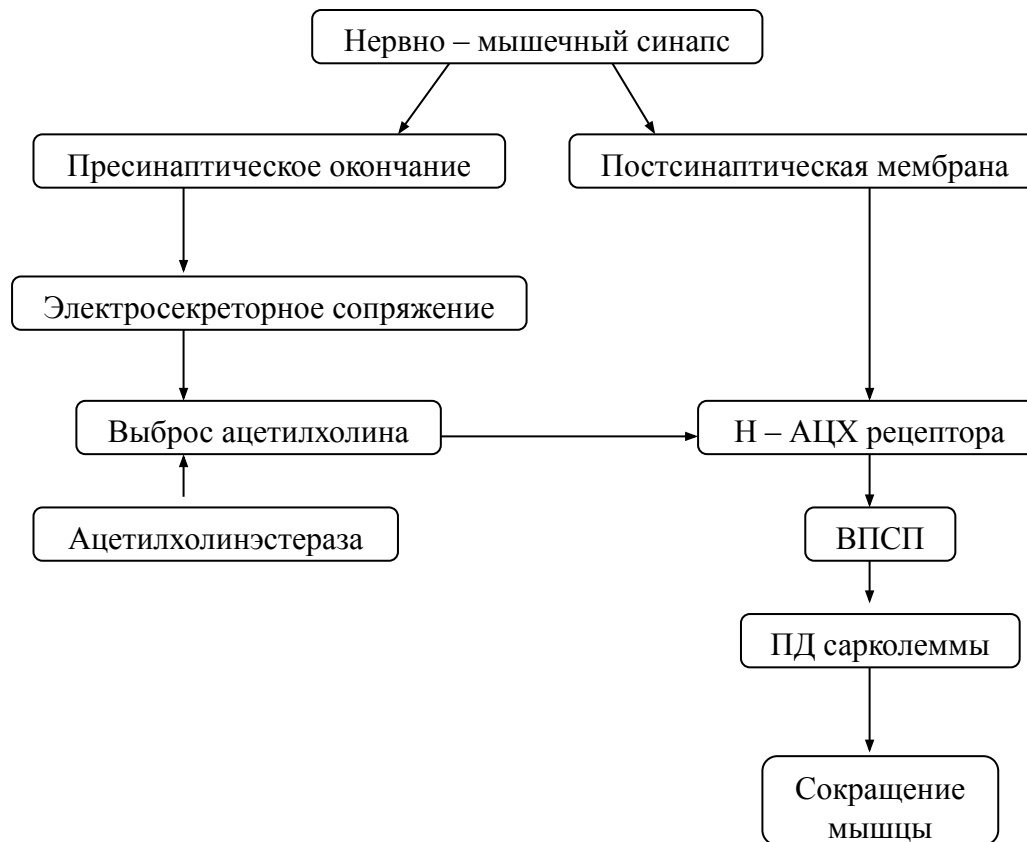 Нервно – мышечный синапс
Пресинаптическое окончание
Постсинаптическая мембрана
Электросекреторное сопряжение
Выброс ацетилхолина
Н – АЦХ рецептора
Ацетилхолинэстераза
ВПСП
ПД сарколеммы
Сокращение
мышцы